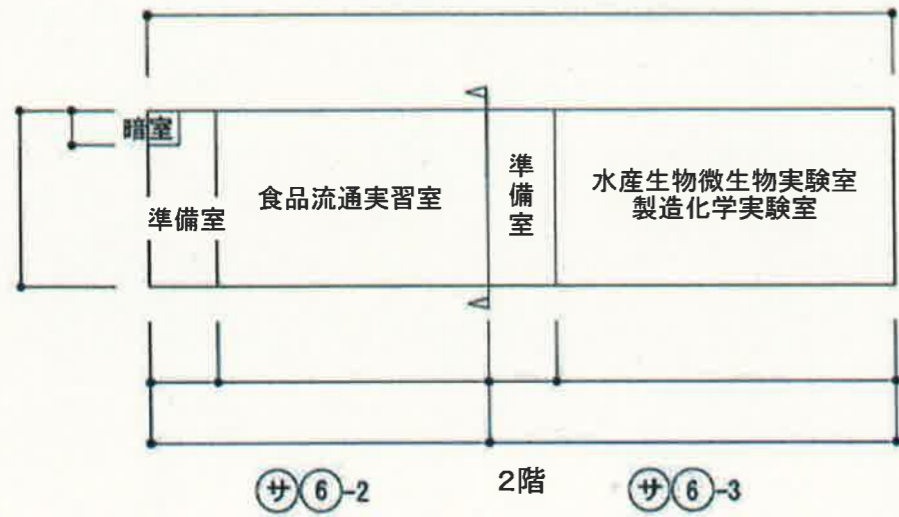 暗室
準備室
食品流通実習室
準備室
水産生物微生物実験室
製造化学実験室
サ6-2
2階
サ6-3